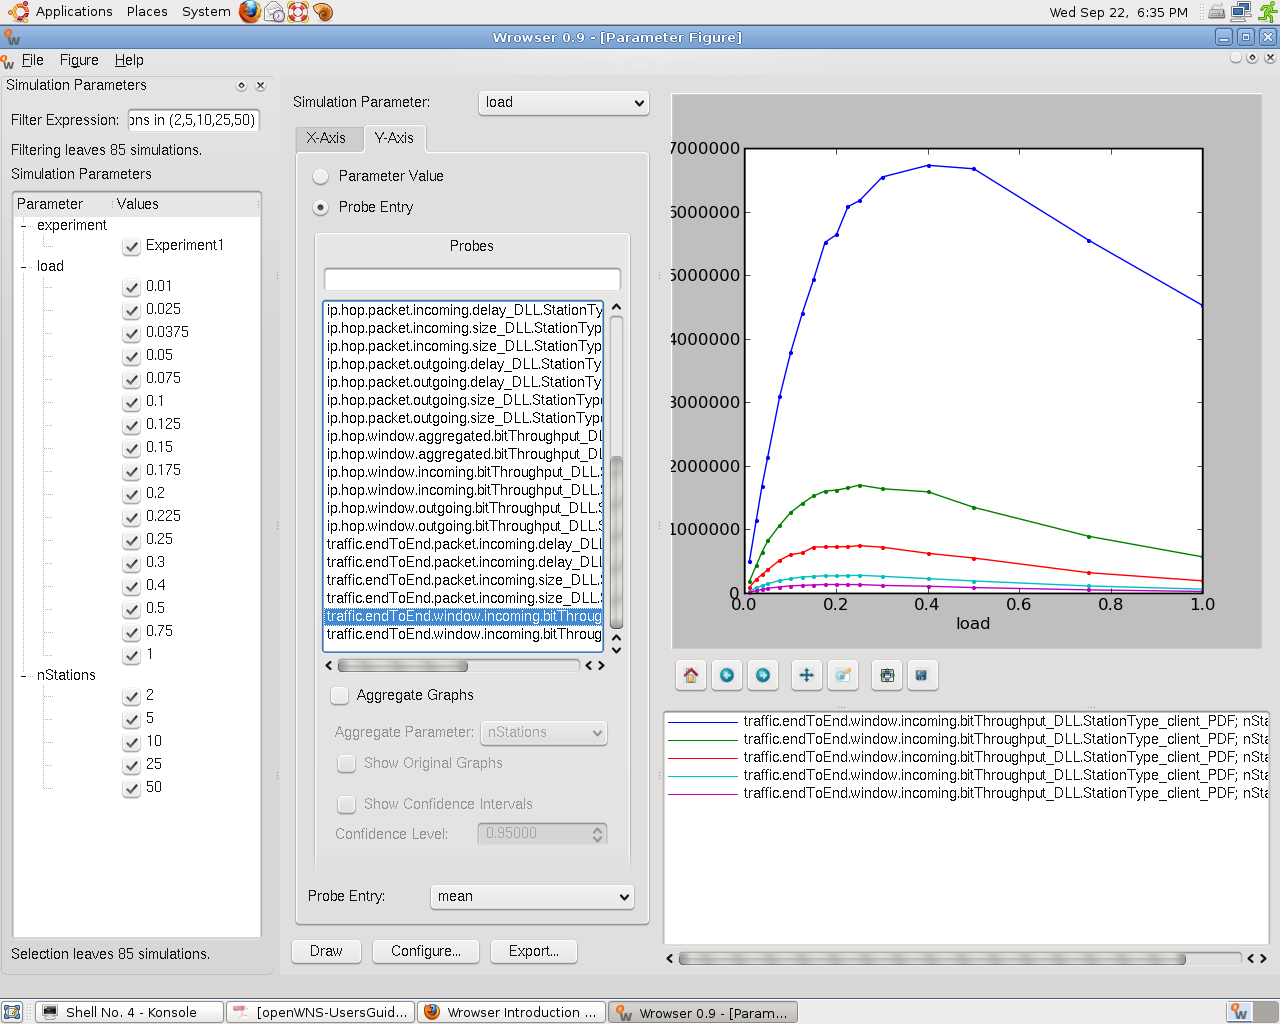 Applications Places System
Wed Sep 22, 6:35 PM
Wrowser 0.9 - [Parameter Figure]
File Figure Help
Simulation Parameters
Filter Expression: ons in (2,5,10,25,50)
Filtering leaves 85 simulations.
Simulation Parameters
Parameter Values
experiment
Experiment1
load
0.01
0.025
0.0375
0.05
0.075
0.1
0.125
0.15
0.175
0.2
0.225
0.25
0.3
0.4
0.5
0.75
1
nStations
2
5
10
25
50
Selection leaves 85 simulations.
Simulation Parameter: load
X-Axis Y-Axis
Parameter Value
Probe Entry
Probes
ip.hop.packet.incoming.delay_DLL.StationTy
ip.hop.packet.incoming.size_DLL.StationTyp
ip.hop.packet.incoming.size_DLL.StationTyp
ip.hop.packet.outgoing.delay_DLL.StationTy
ip.hop.packet.outgoing.delay_DLL.StationTy
ip.hop.packet.outgoing.size_DLL.StationType
ip.hop.packet.outgoing.size_DLL.StationType
ip.hop.window.aggregated.bitThroughput_DL
ip.hop.window.aggregated.bitThroughput_DL
ip.hop.window.incoming.bitThroughput_DLL.S
ip.hop.window.incoming.bitThroughput_DLL.S
ip.hop.window.outgoing.bitThroughput_DLL.S
ip.hop.window.outgoing.bitThroughput_DLL.S
traffic.endToEnd.packet.incoming.delay_DLL
traffic.endToEnd.packet.incoming.delay_DLL
traffic.endToEnd.packet.incoming.size_DLL.S
traffic.endToEnd.packet.incoming.size_DLL.S
traffic.endToEnd.window.incoming.bitThroug
traffic.endToEnd.window.incoming.bitThroug
Aggregate Graphs
Aggregate Parameter: nStations
Show Original Graphs
Show Confidence Intervals
Confidence Level: 0.95000
Probe Entry: mean
Draw Configure... Export...
7000000
6000000
5000000
4000000
3000000
2000000
1000000
0
0.0 0.2 0.4 0.6 0.8 1.0
load
traffic.endToEnd.window.incoming.bitThroughput_DLL.StationType_client_PDF; nSta
traffic.endToEnd.window.incoming.bitThroughput_DLL.StationType_client_PDF; nSta
traffic.endToEnd.window.incoming.bitThroughput_DLL.StationType_client_PDF; nSta
traffic.endToEnd.window.incoming.bitThroughput_DLL.StationType_client_PDF; nSta
traffic.endToEnd.window.incoming.bitThroughput_DLL.StationType_client_PDF; nSta
Shell No. 4 - Konsole [openWNS-UsersGuid... Wrowser Introduction ... Wrowser 0.9 - [Param...